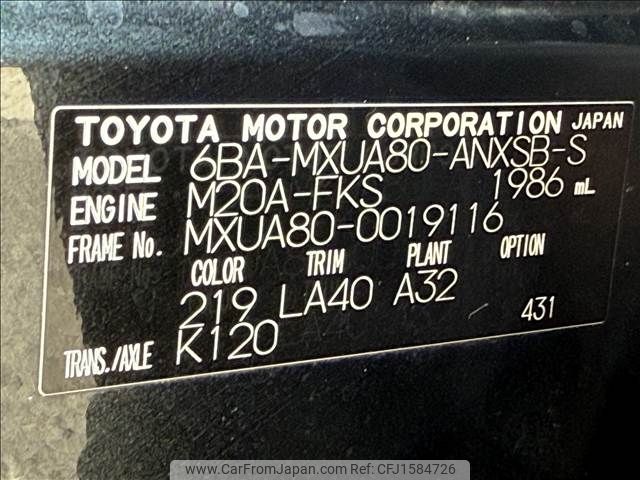 TOYOTA MOTOR CORPORATION JAPAN
MODEL 6BA-MXUA80-ANXSB-S
ENGINE M20A-FKS 1986 mL
FRAME No. MXUA80-0019116
COLOR TRIM PLANT OPTION
219 LA40 A32
431
TRANS./AXLE K120
www.CarFromJapan.com Ref No: CFJ1584726